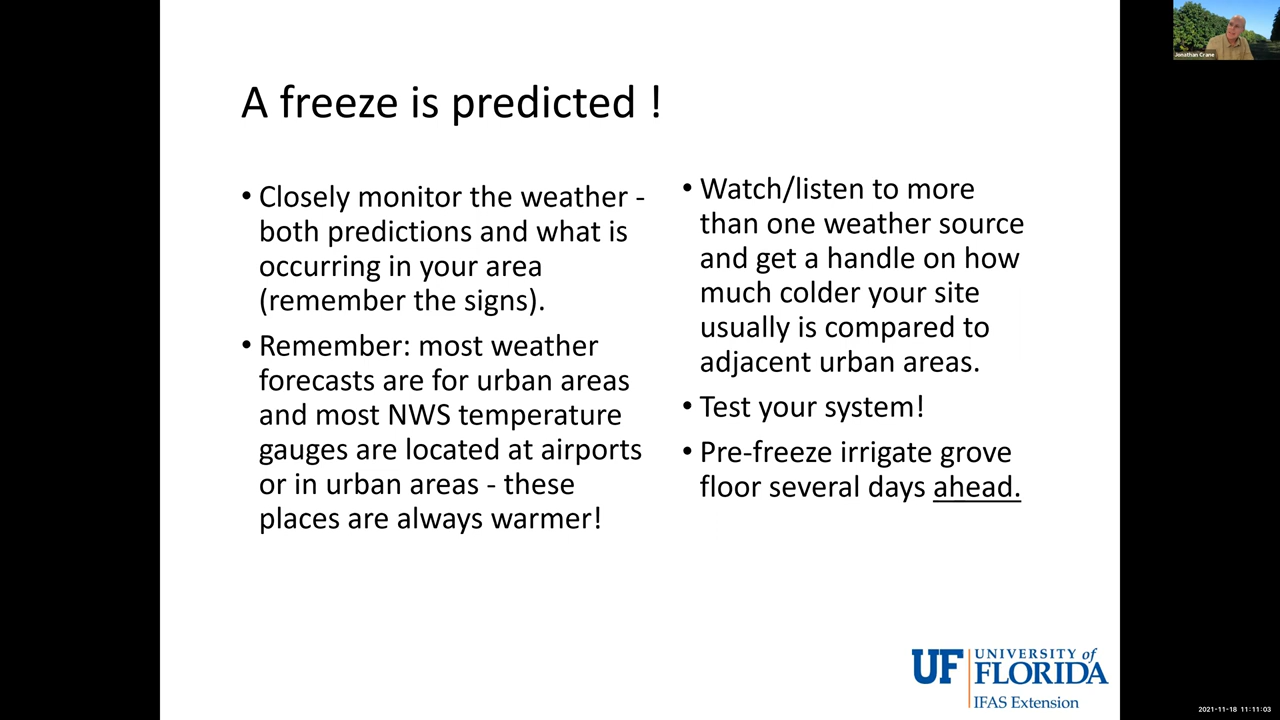 A freeze is predicted !
• Closely monitor the weather -
both predictions and what is
occurring in your area
(remember the signs).
• Remember: most weather
forecasts are for urban areas
and most NWS temperature
gauges are located at airports
or in urban areas - these
places are always warmer!
• Watch/listen to more
than one weather source
and get a handle on how
much colder your site
usually is compared to
adjacent urban areas.
• Test your system!
• Pre-freeze irrigate grove
floor several days ahead.
Jonathan Crane
UF UNIVERSITY of
FLORIDA
IFAS Extension
2021-11-18 11:11:03